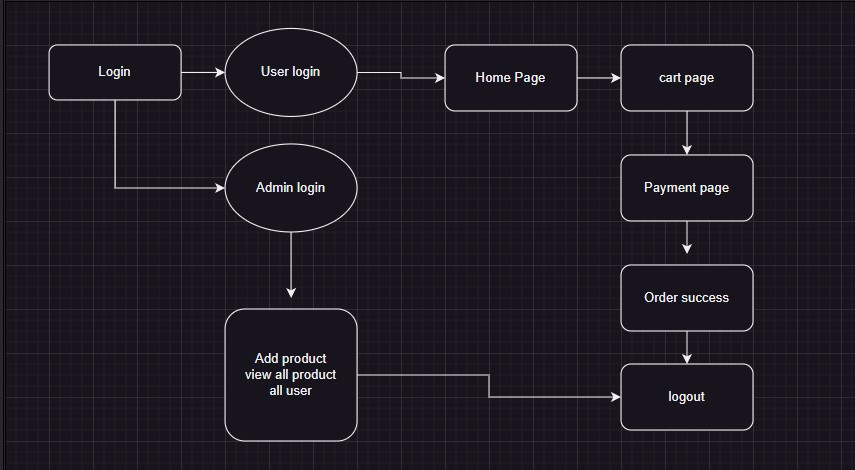 Login
User login
Home Page
cart page
Admin login
Payment page
Order success
Add product
view all product
all user
logout